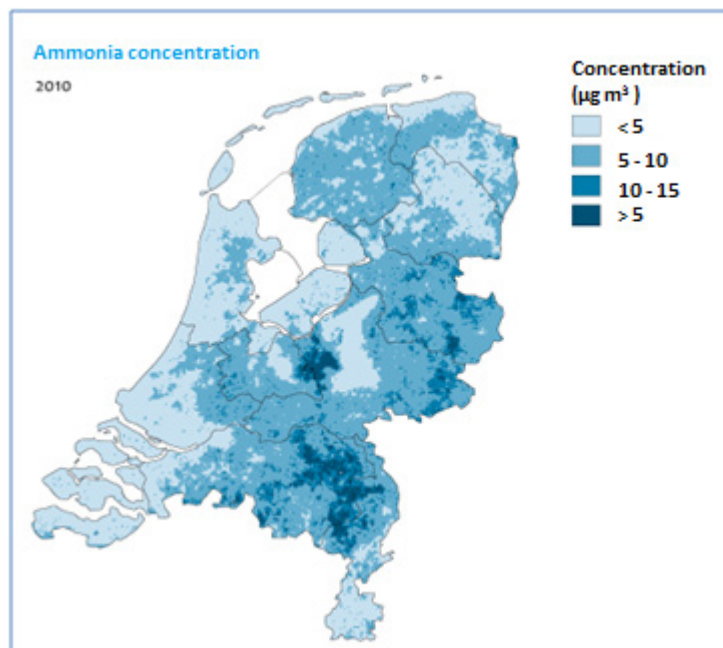 Ammonia concentration
2010
Concentration
(µg m³ )
< 5
5 - 10
10 - 15
> 5